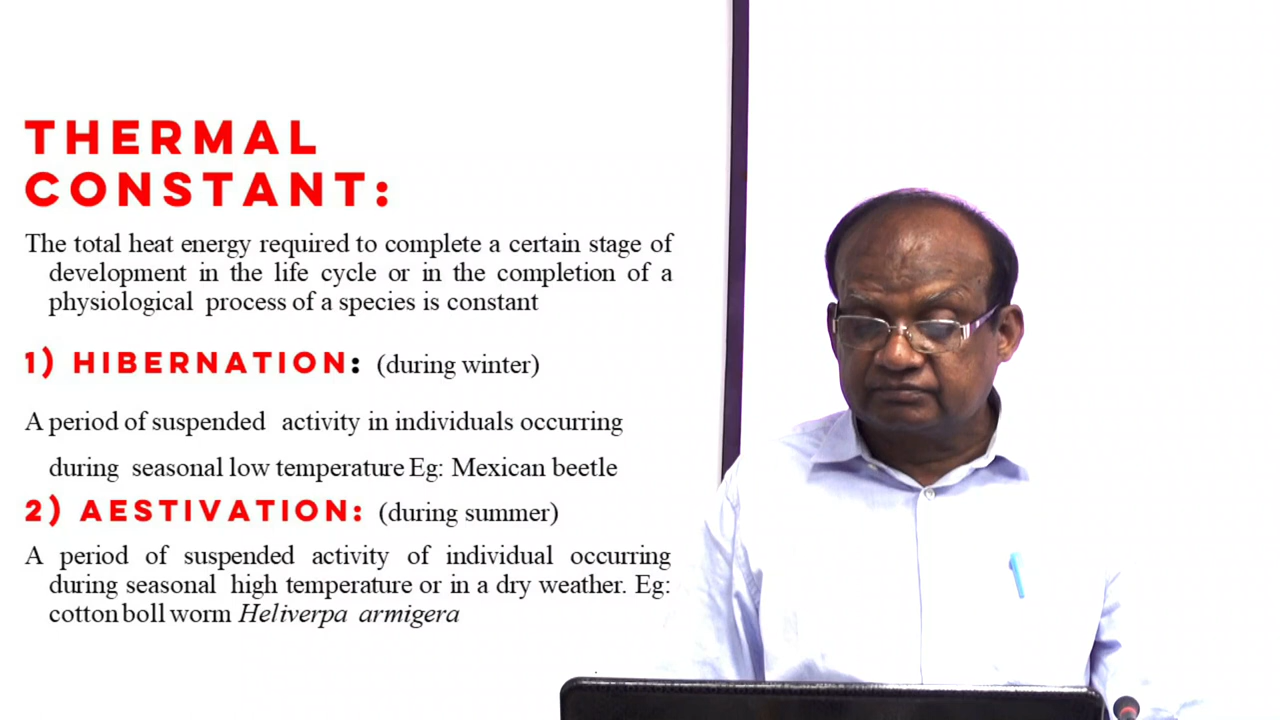 THERMAL
CONSTANT:
The total heat energy required to complete a certain stage of
development in the life cycle or in the completion of a
physiological process of a species is constant
1) HIBERNATION: (during winter)
A period of suspended activity in individuals occurring
during seasonal low temperature Eg: Mexican beetle
2) AESTIVATION: (during summer)
A period of suspended activity of individual occurring
during seasonal high temperature or in a dry weather. Eg:
cotton boll worm Heliverpa armigera